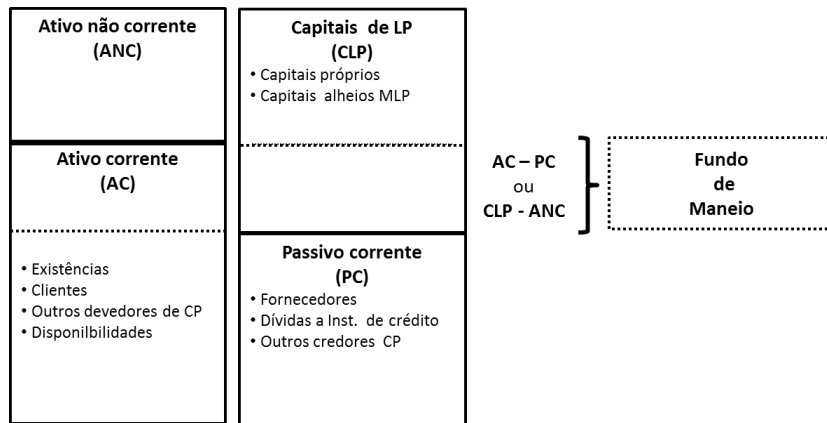 Ativo não corrente
(ANC)
Ativo corrente
(AC)
• Existências
• Clientes
• Outros devedores de CP
• Disponilbilidades
Capitais de LP
(CLP)
• Capitais próprios
• Capitais alheios MLP
Passivo corrente
(PC)
• Fornecedores
• Dívidas a Inst. de crédito
• Outros credores CP
AC – PC
ou
CLP - ANC
Fundo
de
Maneio